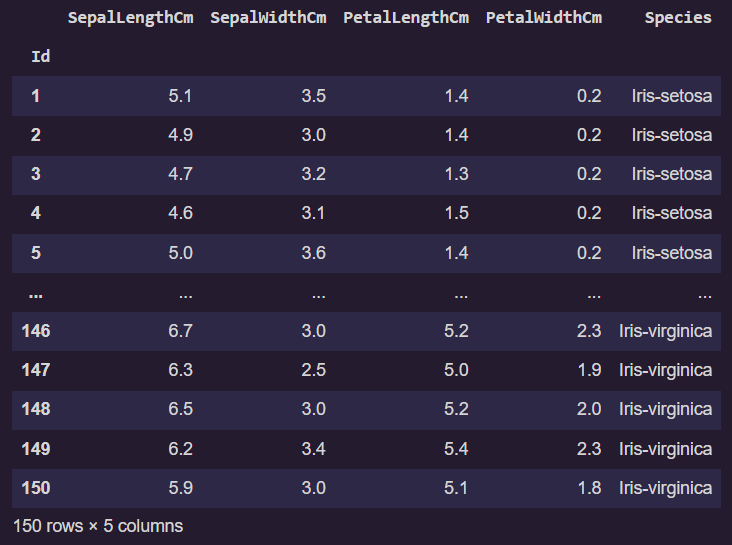 SepalLengthCm SepalWidthCm PetalLengthCm PetalWidthCm Species
Id
1 5.1 3.5 1.4 0.2 Iris-setosa
2 4.9 3.0 1.4 0.2 Iris-setosa
3 4.7 3.2 1.3 0.2 Iris-setosa
4 4.6 3.1 1.5 0.2 Iris-setosa
5 5.0 3.6 1.4 0.2 Iris-setosa
... ... ... ... ... ...
146 6.7 3.0 5.2 2.3 Iris-virginica
147 6.3 2.5 5.0 1.9 Iris-virginica
148 6.5 3.0 5.2 2.0 Iris-virginica
149 6.2 3.4 5.4 2.3 Iris-virginica
150 5.9 3.0 5.1 1.8 Iris-virginica
150 rows × 5 columns